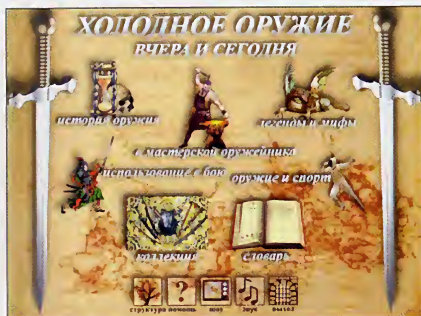 ХОЛОДНОЕ ОРУЖИЕ
ВЧЕРА И СЕГОДНЯ
история оружия
легенды и мифы
в мастерской оружейника
использование в бою
оружие и спорт
коллекция
словарь
структура помощь шоу звук выход